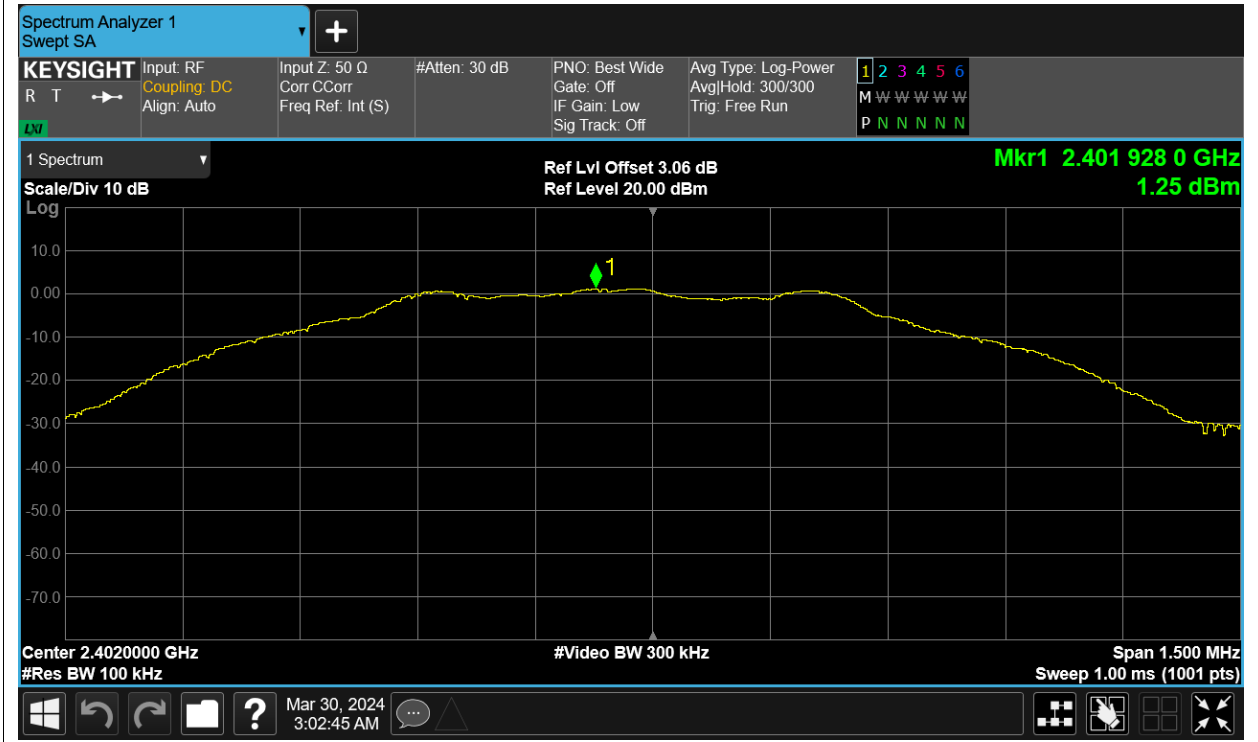 Spectrum Analyzer 1
Swept SA
KEYSIGHT
R T
LXI
Input: RF
Coupling: DC
Align: Auto
Input Z: 50 Ω
Corr CCorr
Freq Ref: Int (S)
#Atten: 30 dB
PNO: Best Wide
Gate: Off
IF Gain: Low
Sig Track: Off
Avg Type: Log-Power
Avg|Hold: 300/300
Trig: Free Run
1 2 3 4 5 6
M W W W W W
P N N N N N
1 Spectrum
Scale/Div 10 dB
Log
Ref Lvl Offset 3.06 dB
Ref Level 20.00 dBm
Mkr1 2.401 928 0 GHz
1.25 dBm
1
10.0
0.00
-10.0
-20.0
-30.0
-40.0
-50.0
-60.0
-70.0
Center 2.4020000 GHz
#Video BW 300 kHz
Span 1.500 MHz
#Res BW 100 kHz
Sweep 1.00 ms (1001 pts)
?
Mar 30, 2024
3:02:45 AM